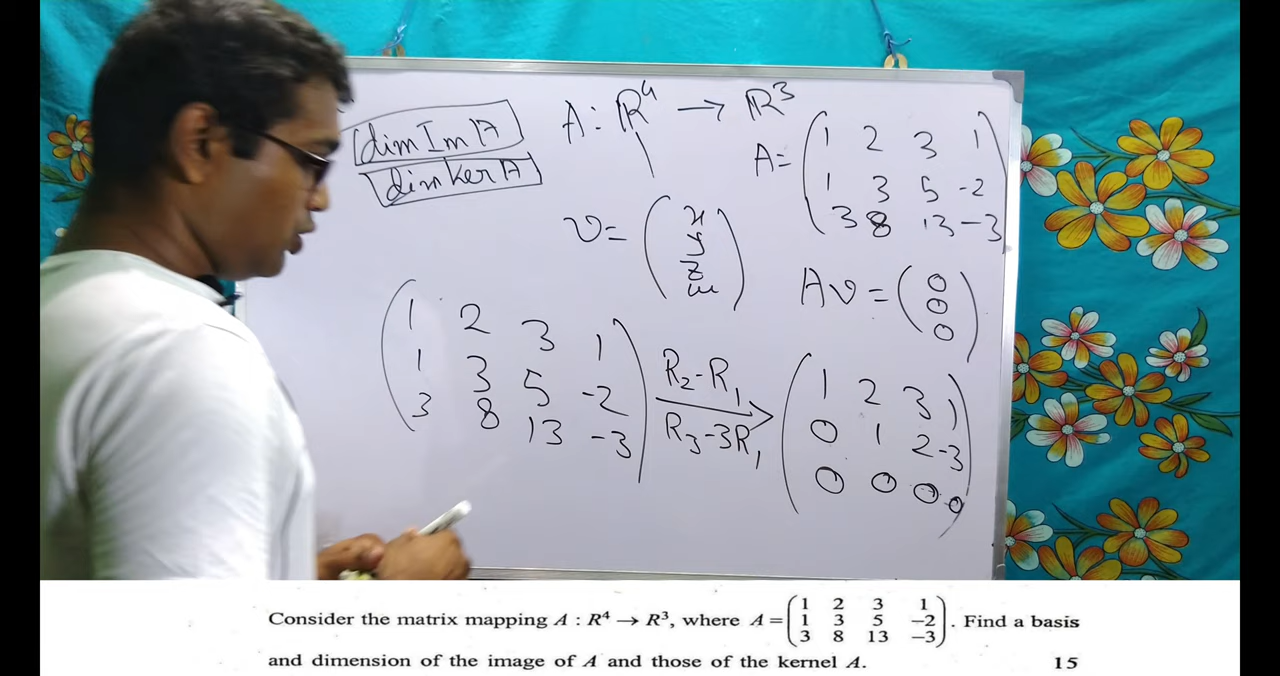 dim Im A
dim Ker A
A : R⁴ → R³
A = ( 1 2 3 1
1 3 5 -2
3 8 13 -3 )
v = ( x
y
z
w )
Av = ( 0
0
0 )
( 1 2 3 1
1 3 5 -2
3 8 13 -3 )
R₂-R₁
R₃-3R₁
( 1 2 3 1
0 1 2 -3
0 0 0 0 )
Consider the matrix mapping A : R⁴ → R³, where A = ( 1 2 3 1
1 3 5 −2
3 8 13 −3 ) . Find a basis
and dimension of the image of A and those of the kernel A. 15